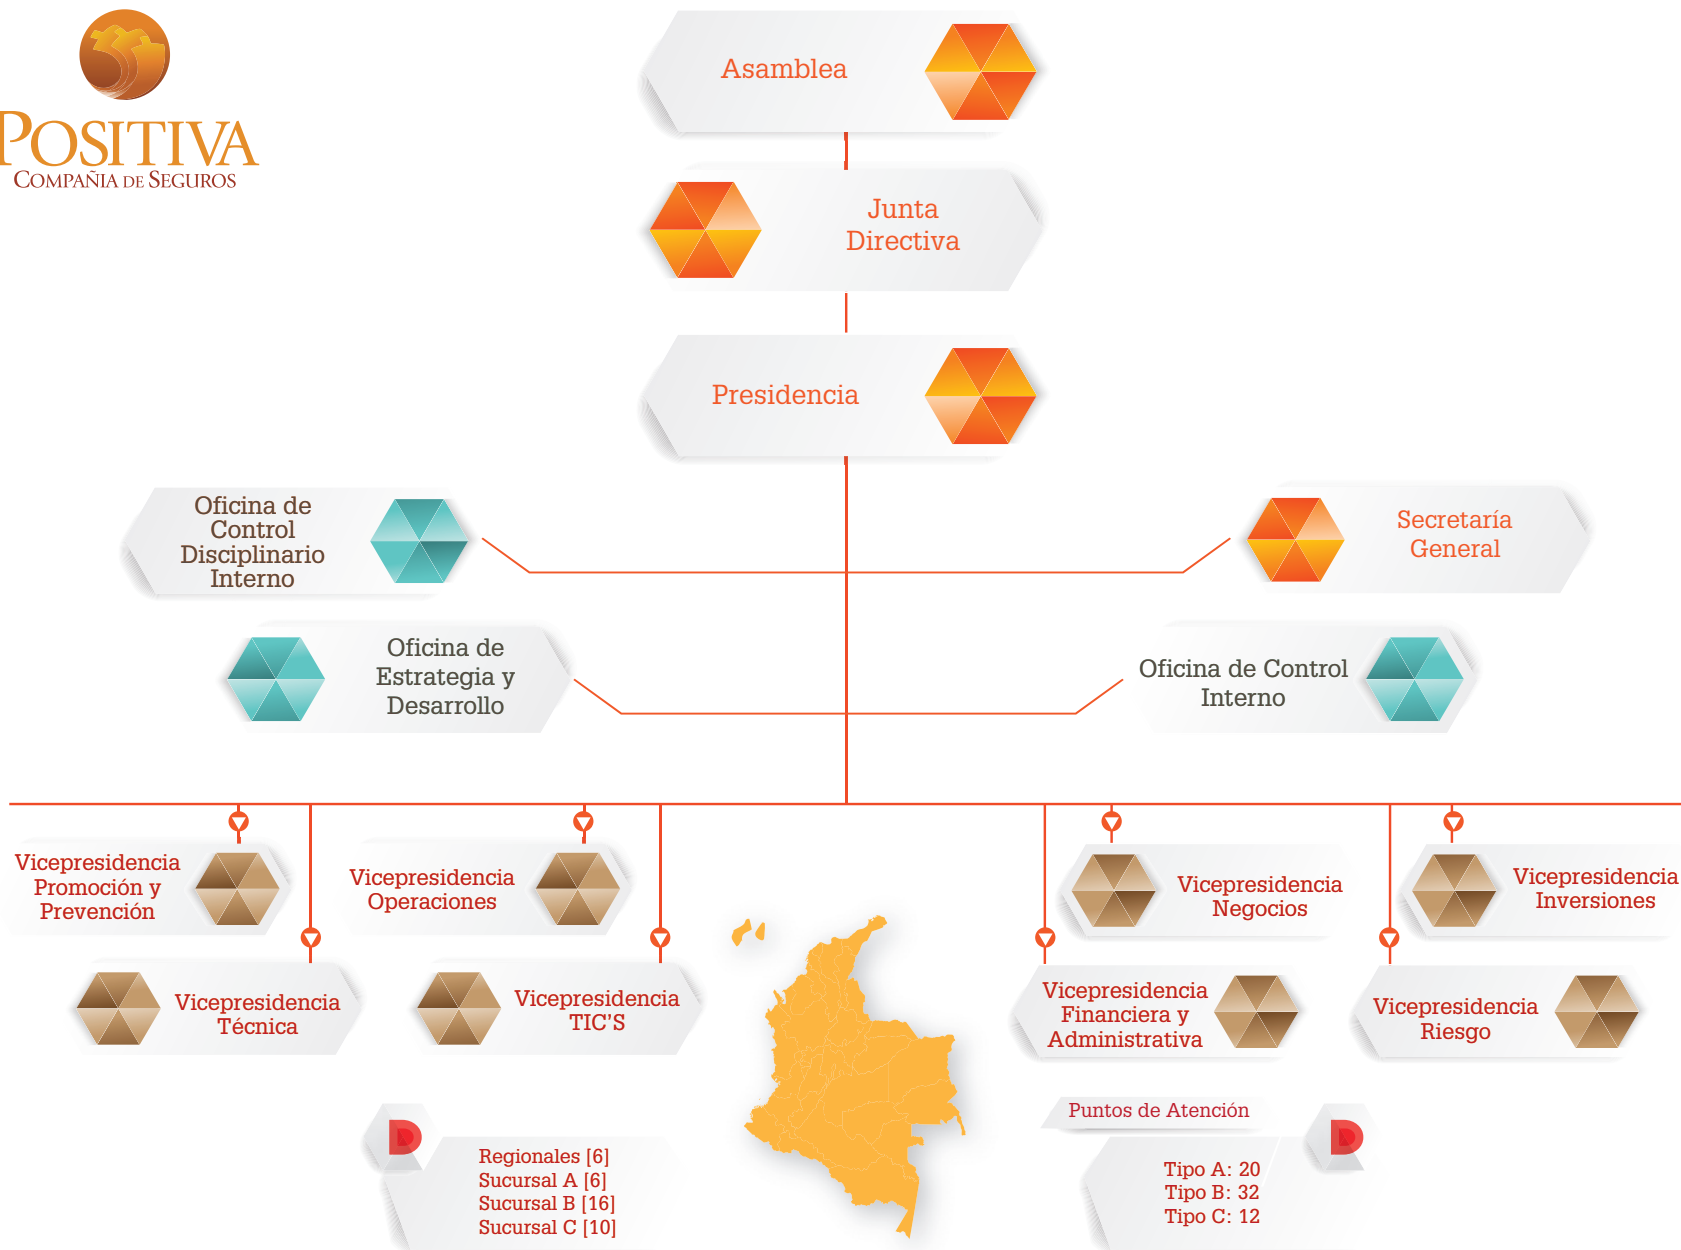 POSITIVA
COMPAÑIA DE SEGUROS
Asamblea
Junta
Directiva
Presidencia
Oficina de
Control
Disciplinario
Interno
Secretaría
General
Oficina de
Estrategia y
Desarrollo
Oficina de Control
Interno
Vicepresidencia
Promoción y
Prevención
Vicepresidencia
Operaciones
Vicepresidencia
Negocios
Vicepresidencia
Inversiones
Vicepresidencia
Técnica
Vicepresidencia
TIC'S
Vicepresidencia
Financiera y
Administrativa
Vicepresidencia
Riesgo
D
Regionales [6]
Sucursal A [6]
Sucursal B [16]
Sucursal C [10]
Puntos de Atención
D
Tipo A: 20
Tipo B: 32
Tipo C: 12